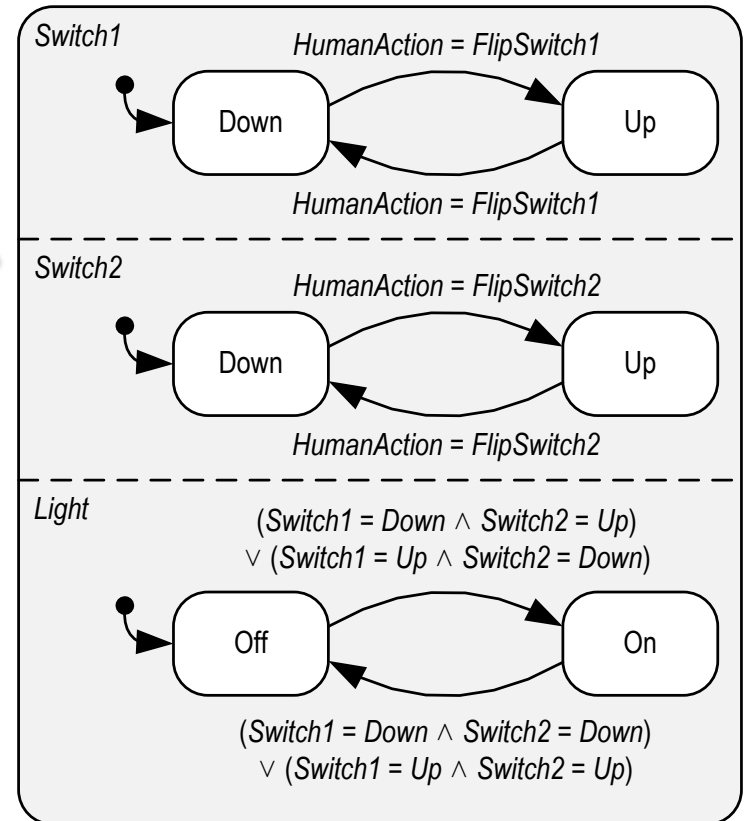 Switch1
HumanAction = FlipSwitch1
Down
Up
HumanAction = FlipSwitch1
Switch2
HumanAction = FlipSwitch2
Down
Up
HumanAction = FlipSwitch2
Light
(Switch1 = Down ∧ Switch2 = Up)
∨ (Switch1 = Up ∧ Switch2 = Down)
Off
On
(Switch1 = Down ∧ Switch2 = Down)
∨ (Switch1 = Up ∧ Switch2 = Up)